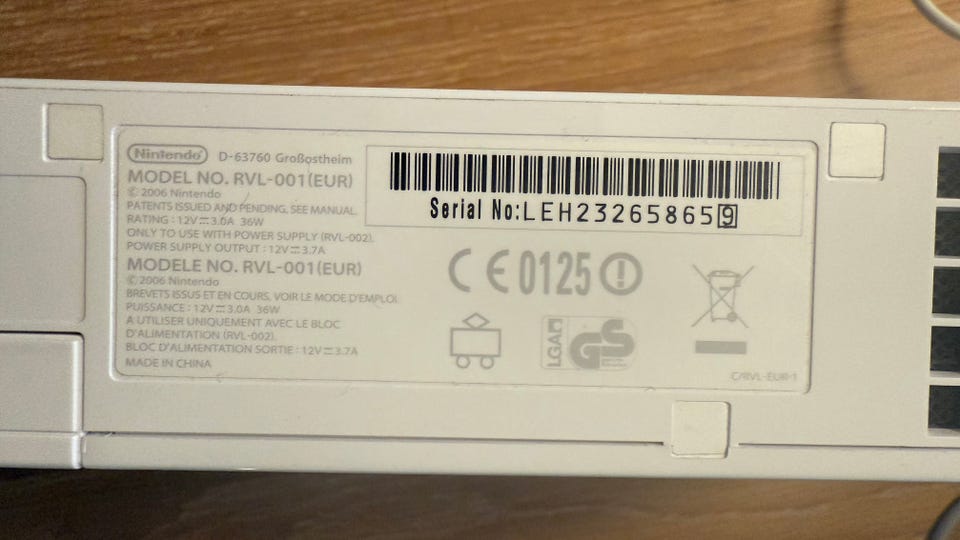 Nintendo D-63760 Großostheim
MODEL NO. RVL-001(EUR)
© 2006 Nintendo
PATENTS ISSUED AND PENDING, SEE MANUAL.
RATING : 12V⎓3.0A 36W
ONLY TO USE WITH POWER SUPPLY (RVL-002).
POWER SUPPLY OUTPUT : 12V⎓3.7A
MODELE NO. RVL-001(EUR)
© 2006 Nintendo
BREVETS ISSUS ET EN COURS, VOIR LE MODE D'EMPLOI.
PUISSANCE : 12V⎓3.0A 36W
A UTILISER UNIQUEMENT AVEC LE BLOC
D'ALIMENTATION (RVL-002).
BLOC D'ALIMENTATION SORTIE : 12V⎓3.7A
MADE IN CHINA
Serial No:LEH232658659
CE0125
LGA
GS
C/RVL-EUR-1